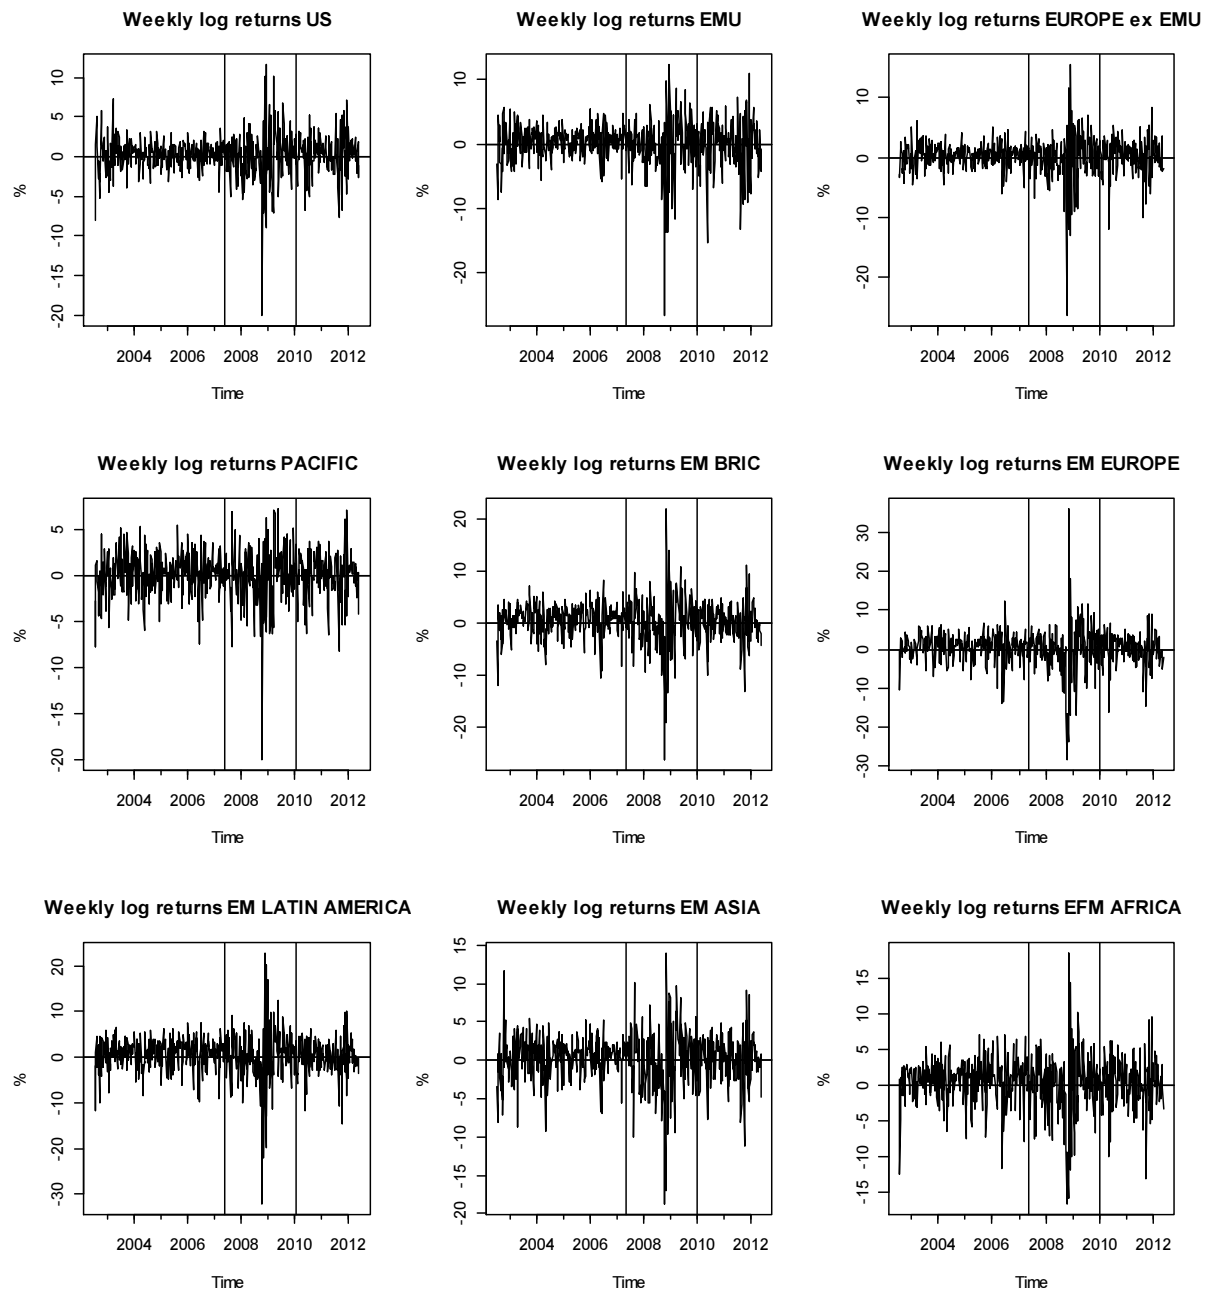 Weekly log returns US
10
5
0
-5
-10
-15
-20
%
2004 2006 2008 2010 2012
Time
Weekly log returns EMU
10
0
-10
-20
%
2004 2006 2008 2010 2012
Time
Weekly log returns EUROPE ex EMU
10
0
-10
-20
%
2004 2006 2008 2010 2012
Time
Weekly log returns PACIFIC
5
0
-5
-10
-15
-20
%
2004 2006 2008 2010 2012
Time
Weekly log returns EM BRIC
20
10
0
-10
-20
%
2004 2006 2008 2010 2012
Time
Weekly log returns EM EUROPE
30
20
10
0
-10
-20
-30
%
2004 2006 2008 2010 2012
Time
Weekly log returns EM LATIN AMERICA
20
10
0
-10
-20
-30
%
2004 2006 2008 2010 2012
Time
Weekly log returns EM ASIA
15
10
5
0
-5
-10
-15
-20
%
2004 2006 2008 2010 2012
Time
Weekly log returns EFM AFRICA
15
10
5
0
-5
-10
-15
%
2004 2006 2008 2010 2012
Time